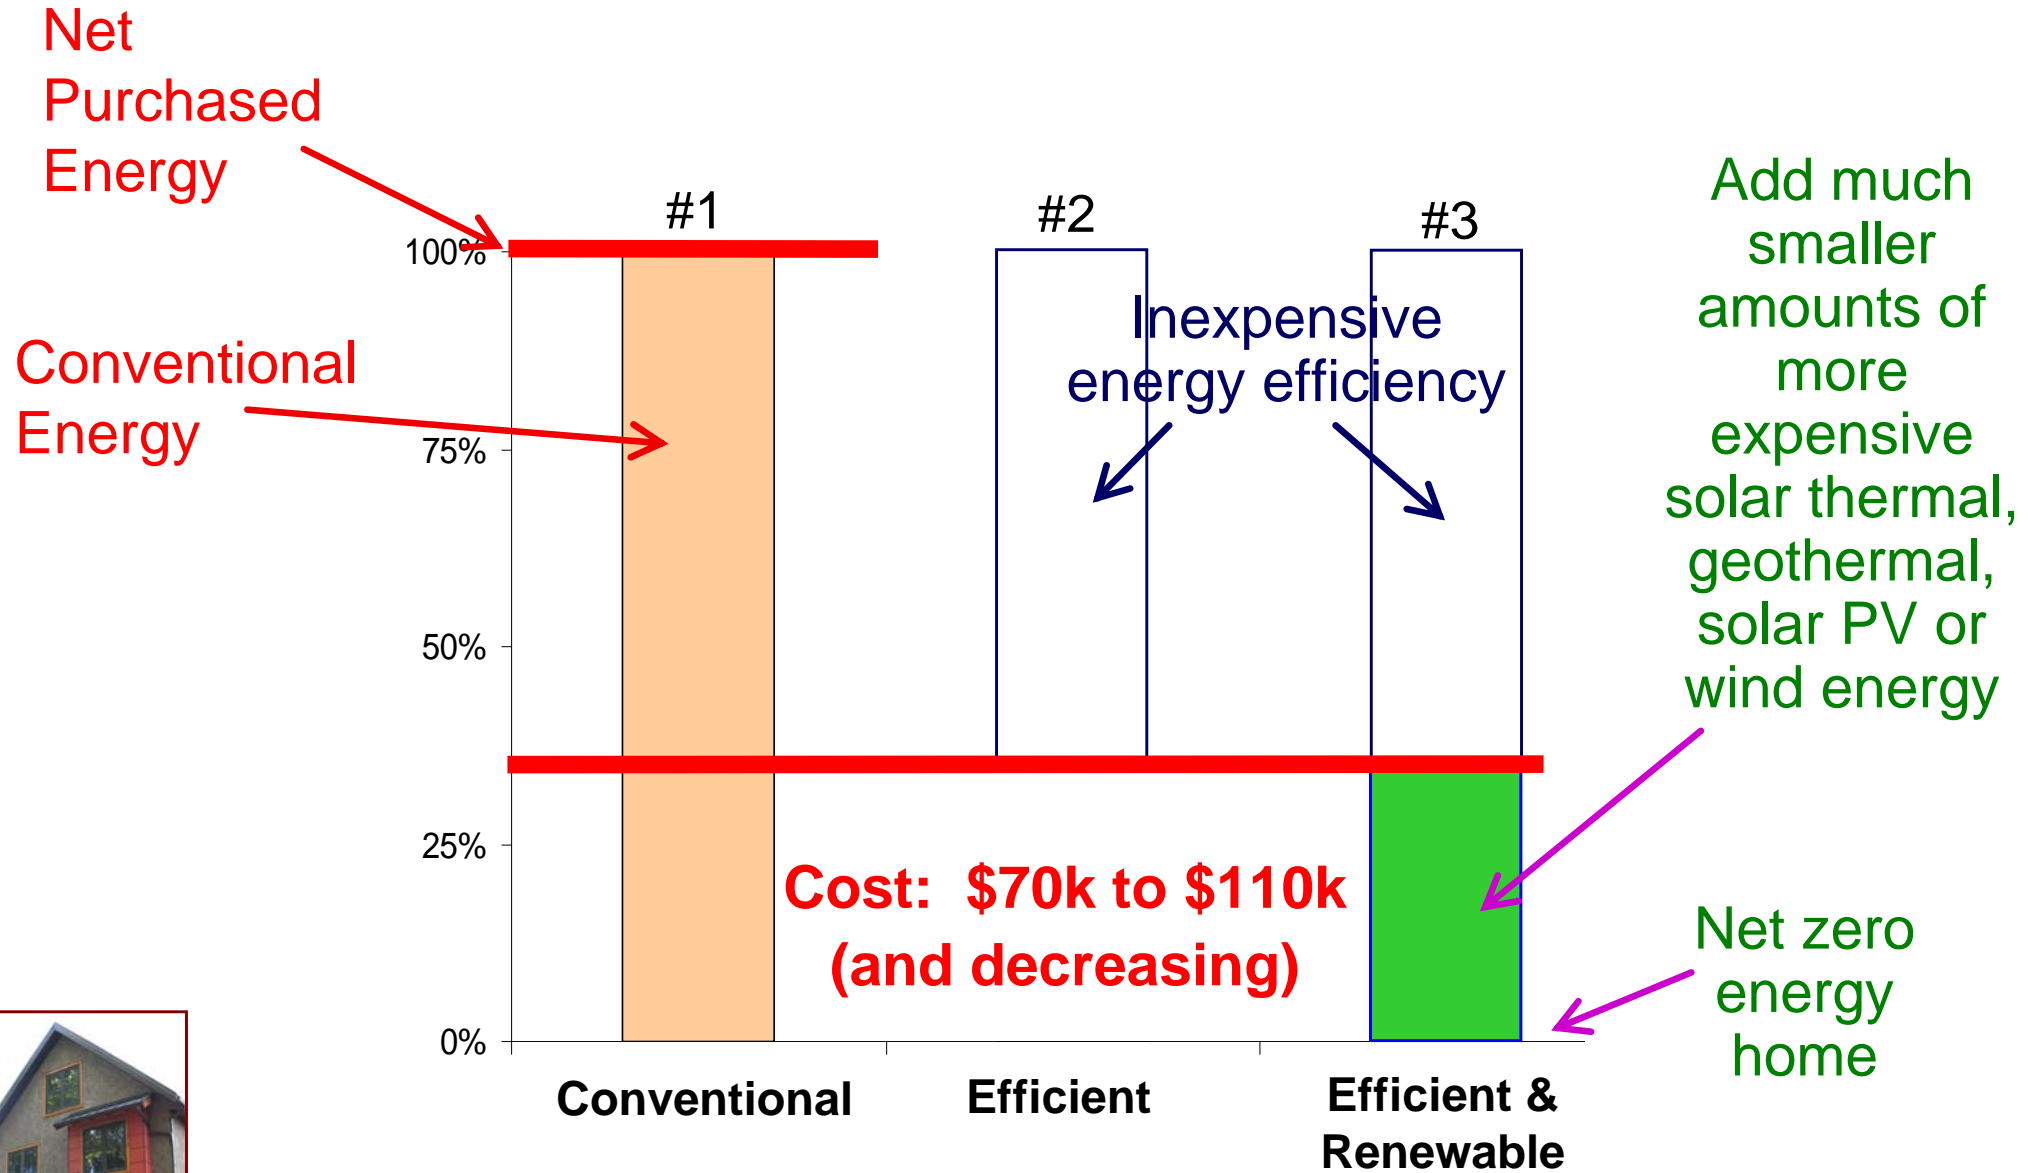 Net
Purchased
Energy
Conventional
Energy
#1
#2
#3
100%
75%
50%
25%
0%
Inexpensive
energy efficiency
Cost:  $70k to $110k
(and decreasing)
Add much
smaller
amounts of
more
expensive
solar thermal,
geothermal,
solar PV or
wind energy
Net zero
energy
home
Conventional
Efficient
Efficient &
Renewable